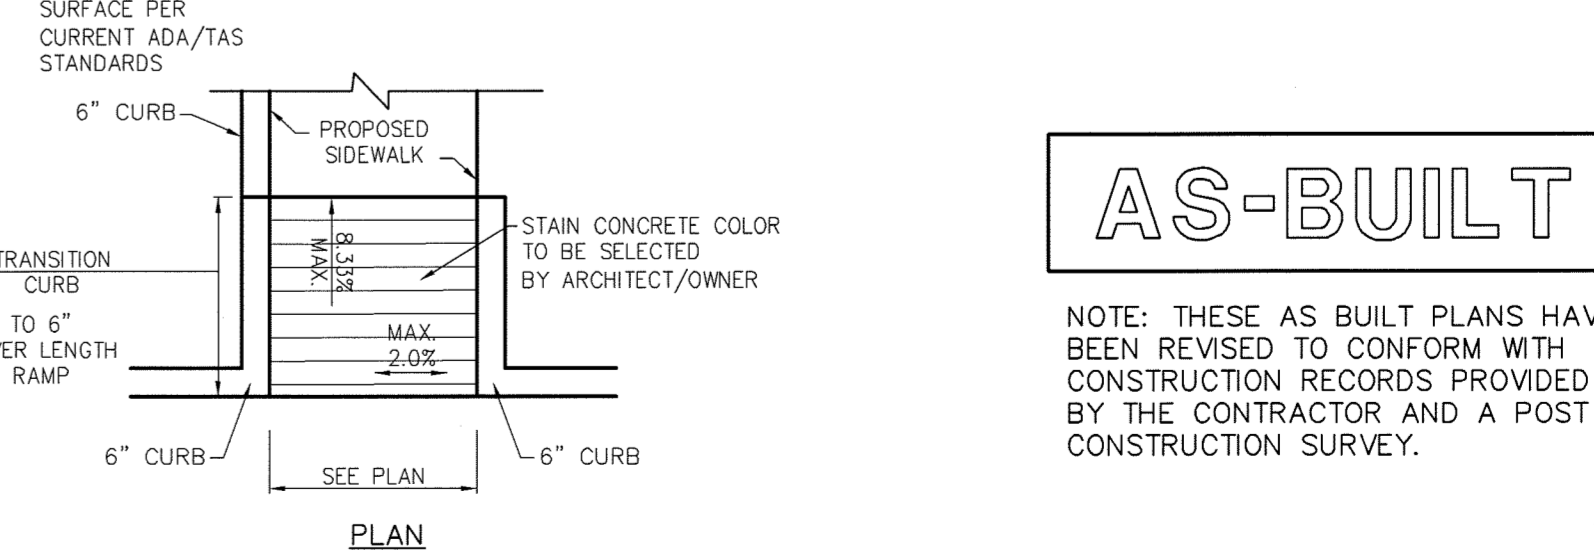 SURFACE PER
CURRENT ADA/TAS
STANDARDS
6" CURB
PROPOSED
SIDEWALK
STAIN CONCRETE COLOR
TO BE SELECTED
BY ARCHITECT/OWNER
8.33%
MAX.
TRANSITION
CURB
TO 6"
LENGTH
RAMP
MAX.
2.0%
6" CURB
6" CURB
SEE PLAN
PLAN
AS-BUILT
NOTE: THESE AS BUILT PLANS
BEEN REVISED TO CONFORM WITH
CONSTRUCTION RECORDS PROVIDED
BY THE CONTRACTOR AND A POST
CONSTRUCTION SURVEY.